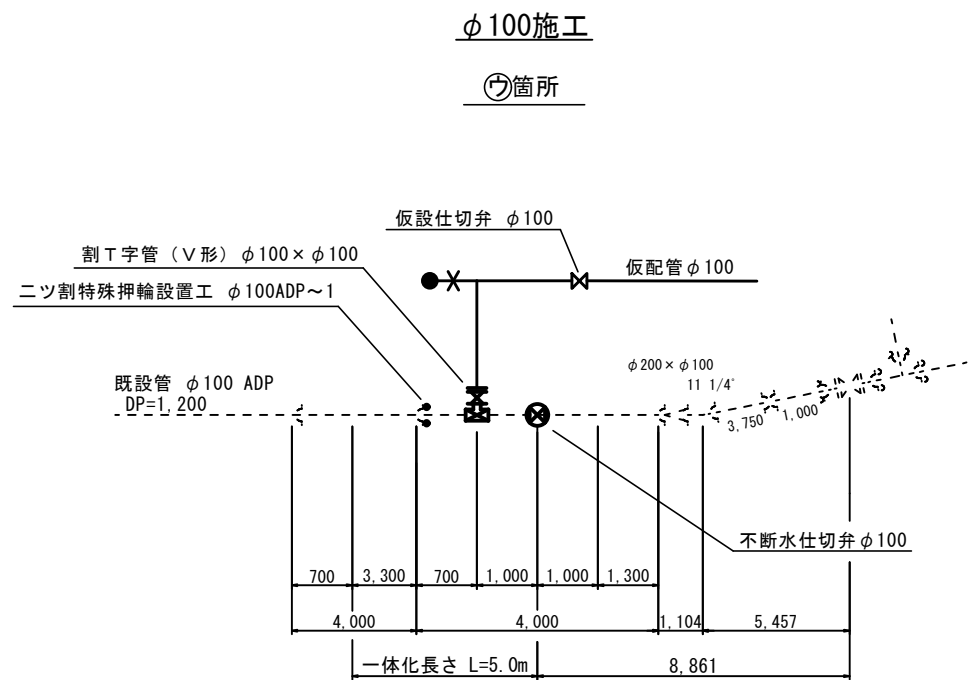 φ100施工
㋒箇所
仮設仕切弁 φ100
割T字管（V形）φ100×φ100
仮配管φ100
二ツ割特殊押輪設置工 φ100ADP～1
φ200×φ100
11 1/4°
既設管 φ100 ADP
DP=1,200
3,750
1,000
不断水仕切弁φ100
700
3,300
700
1,000
1,000
1,300
4,000
4,000
1,104
5,457
一体化長さ L=5.0m
8,861